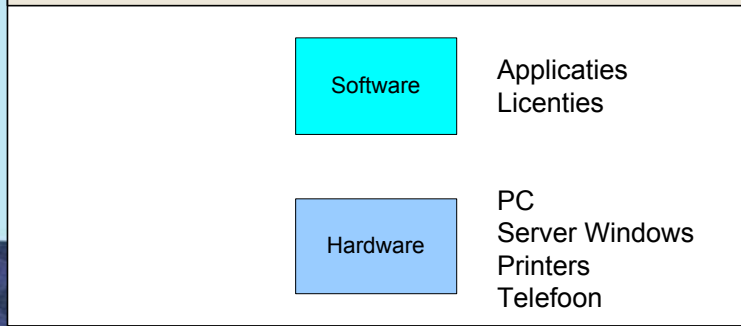 Software
Applicaties
Licenties
Hardware
PC
Server Windows
Printers
Telefoon